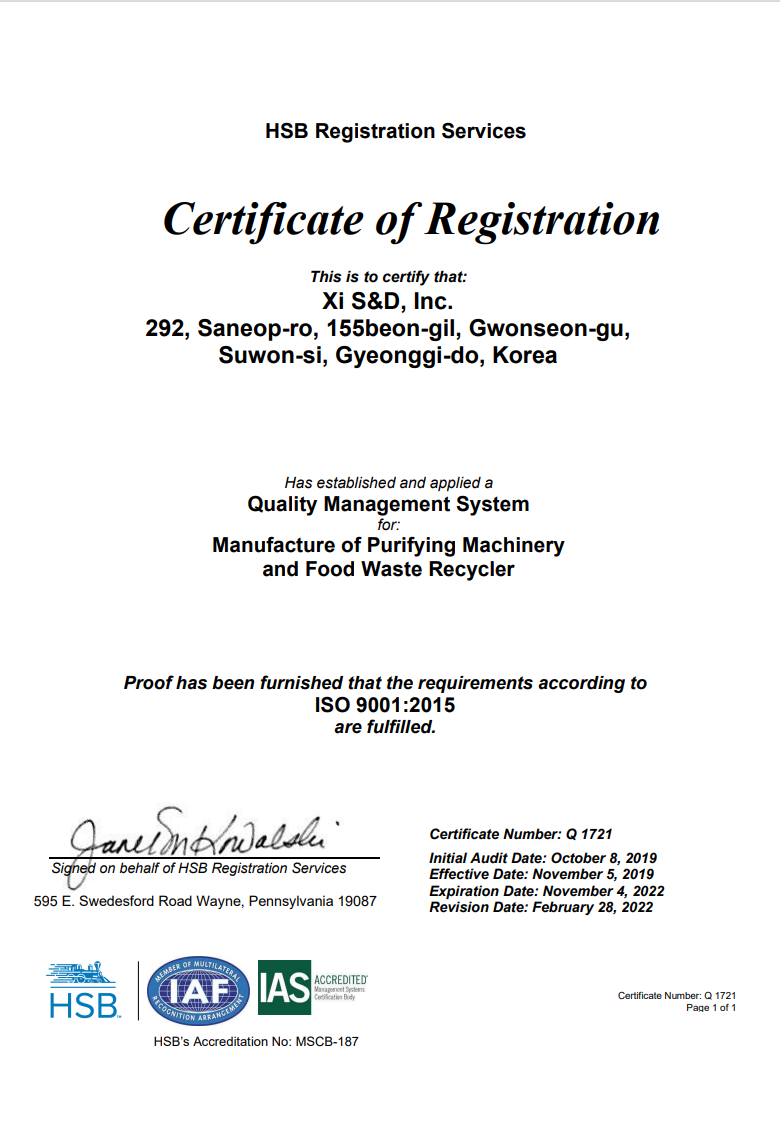 HSB Registration Services
Certificate of Registration
This is to certify that:
Xi S&D, Inc.
292, Saneop-ro, 155beon-gil, Gwonseon-gu,
Suwon-si, Gyeonggi-do, Korea
Has established and applied a
Quality Management System
for:
Manufacture of Purifying Machinery
and Food Waste Recycler
Proof has been furnished that the requirements according to
ISO 9001:2015
are fulfilled.
Janet M Kowalski
Signed on behalf of HSB Registration Services
595 E. Swedesford Road Wayne, Pennsylvania 19087
Certificate Number: Q 1721
Initial Audit Date: October 8, 2019
Effective Date: November 5, 2019
Expiration Date: November 4, 2022
Revision Date: February 28, 2022
HSB™
MEMBER OF MULTILATERAL
IAF
RECOGNITION ARRANGEMENT
IAS
ACCREDITED®
Management Systems
Certification Body
HSB's Accreditation No: MSCB-187
Certificate Number: Q 1721
Page 1 of 1